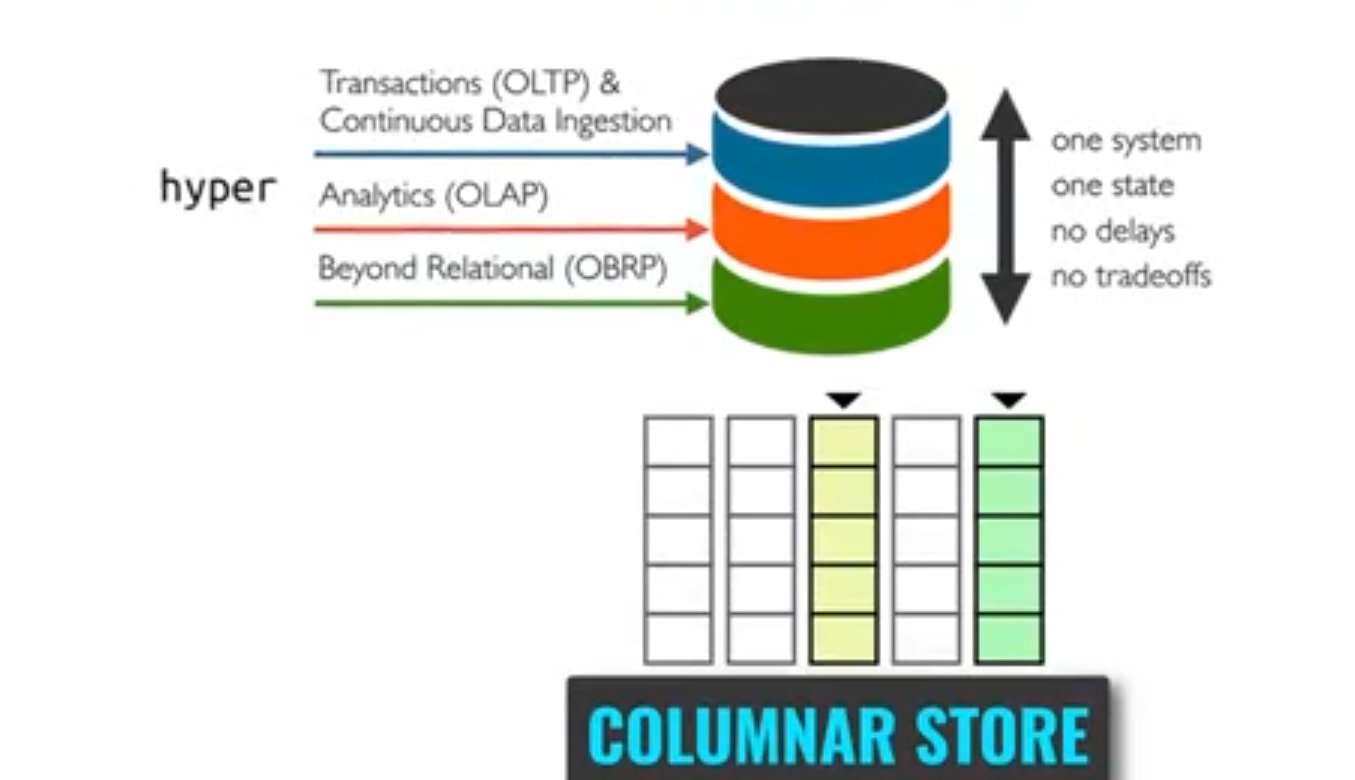 Transactions (OLTP) &
Continuous Data Ingestion
hyper
Analytics (OLAP)
Beyond Relational (OBRP)
one system
one state
no delays
no tradeoffs
COLUMNAR STORE